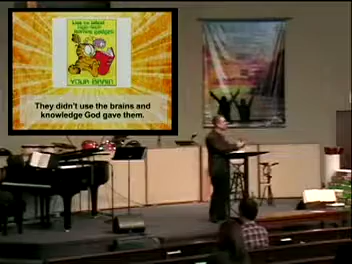 YOUR BRAIN
They didn't use the brains and
knowledge God gave them.